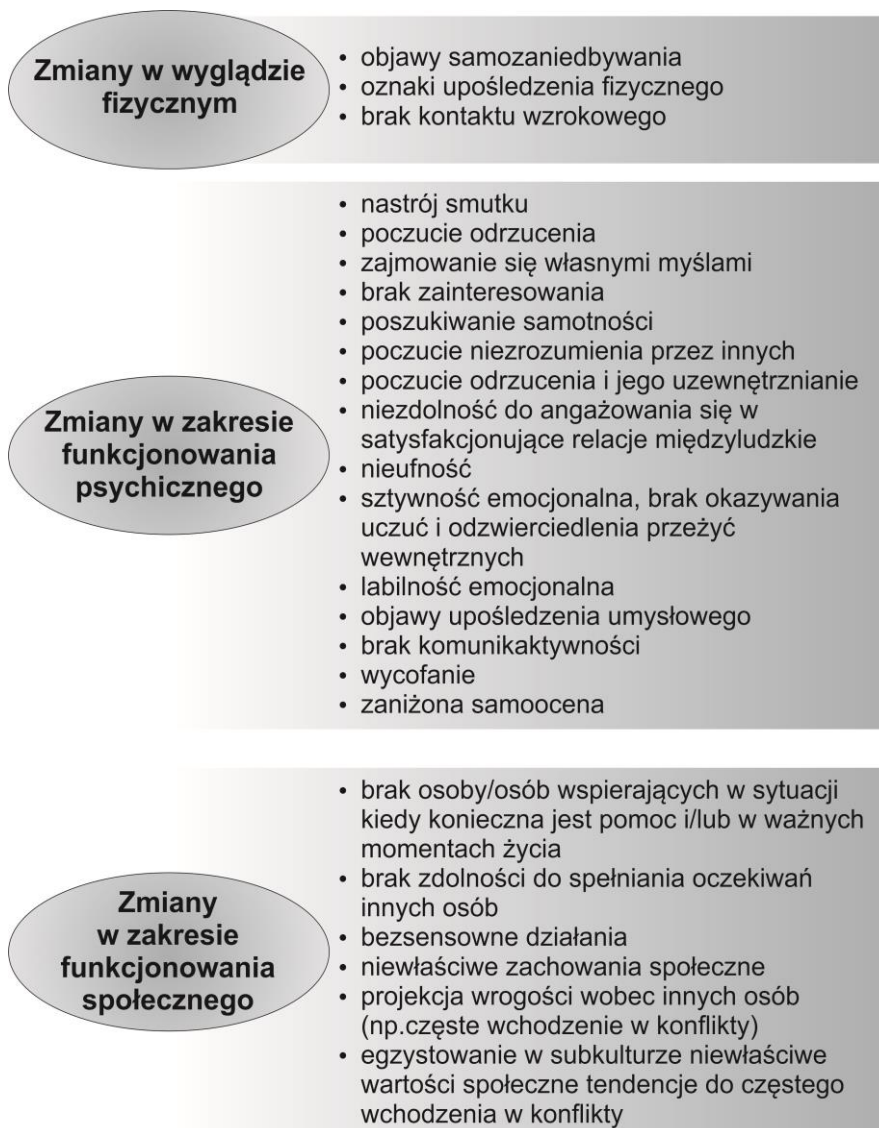 Zmiany w wyglądzie
fizycznym
• objawy samozaniedbywania
• oznaki upośledzenia fizycznego
• brak kontaktu wzrokowego
Zmiany w zakresie
funkcjonowania
psychicznego
• nastrój smutku
• poczucie odrzucenia
• zajmowanie się własnymi myślami
• brak zainteresowania
• poszukiwanie samotności
• poczucie niezrozumienia przez innych
• poczucie odrzucenia i jego uzewnętrznianie
• niezdolność do angażowania się w
satysfakcjonujące relacje międzyludzkie
• nieufność
• sztywność emocjonalna, brak okazywania
uczuć i odzwierciedlenia przeżyć
wewnętrznych
• labilność emocjonalna
• objawy upośledzenia umysłowego
• brak komunikaktywności
• wycofanie
• zaniżona samoocena
Zmiany
w zakresie
funkcjonowania
społecznego
• brak osoby/osób wspierających w sytuacji
kiedy konieczna jest pomoc i/lub w ważnych
momentach życia
• brak zdolności do spełniania oczekiwań
innych osób
• bezsensowne działania
• niewłaściwe zachowania społeczne
• projekcja wrogości wobec innych osób
(np.częste wchodzenie w konflikty)
• egzystowanie w subkulturze niewłaściwe
wartości społeczne tendencje do częstego
wchodzenia w konflikty